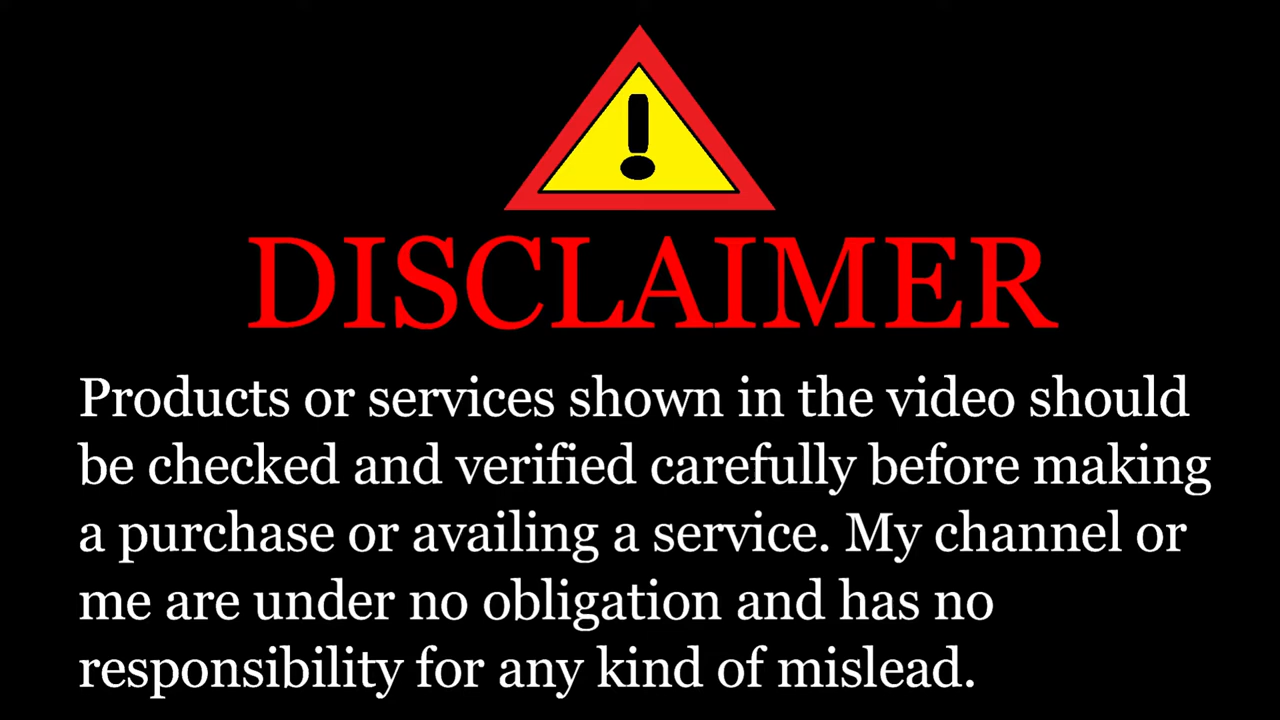 DISCLAIMER
Products or services shown in the video should
be checked and verified carefully before making
a purchase or availing a service. My channel or
me are under no obligation and has no
responsibility for any kind of mislead.